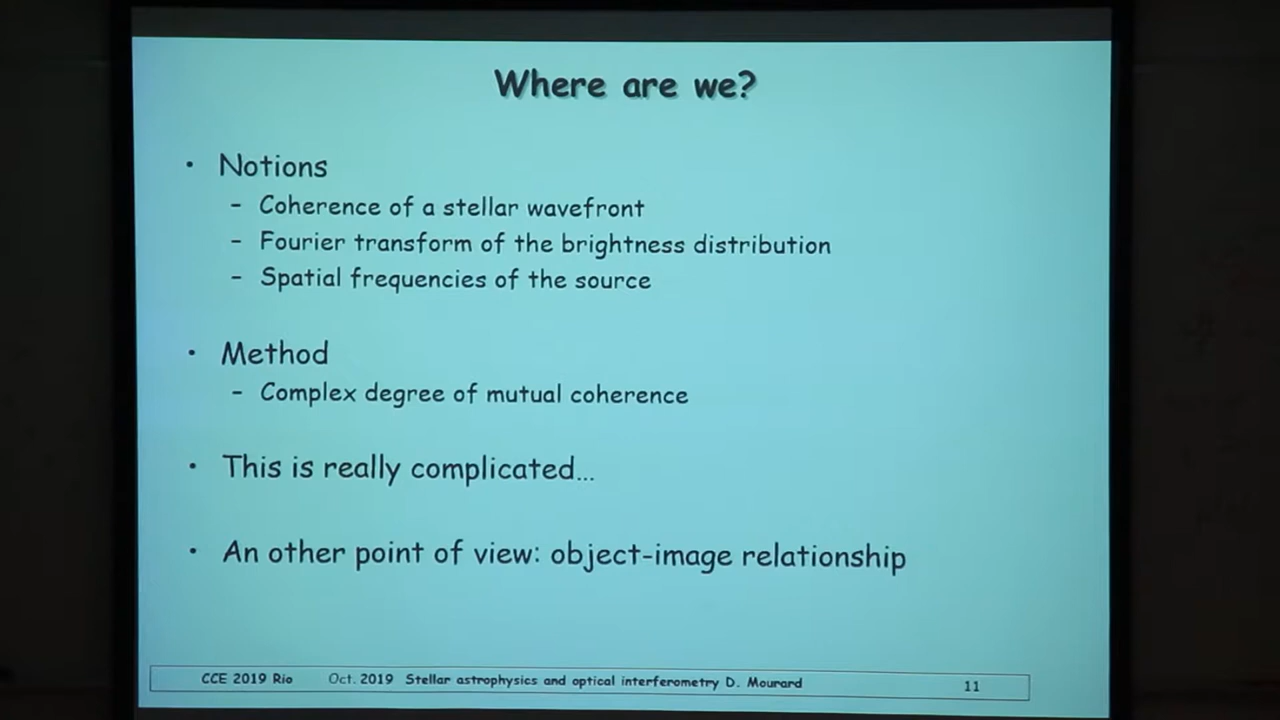 Where are we?
• Notions
– Coherence of a stellar wavefront
– Fourier transform of the brightness distribution
– Spatial frequencies of the source
• Method
– Complex degree of mutual coherence
• This is really complicated...
• An other point of view: object-image relationship
CCE 2019 Rio Oct. 2019 Stellar astrophysics and optical interferometry D. Mourard 11